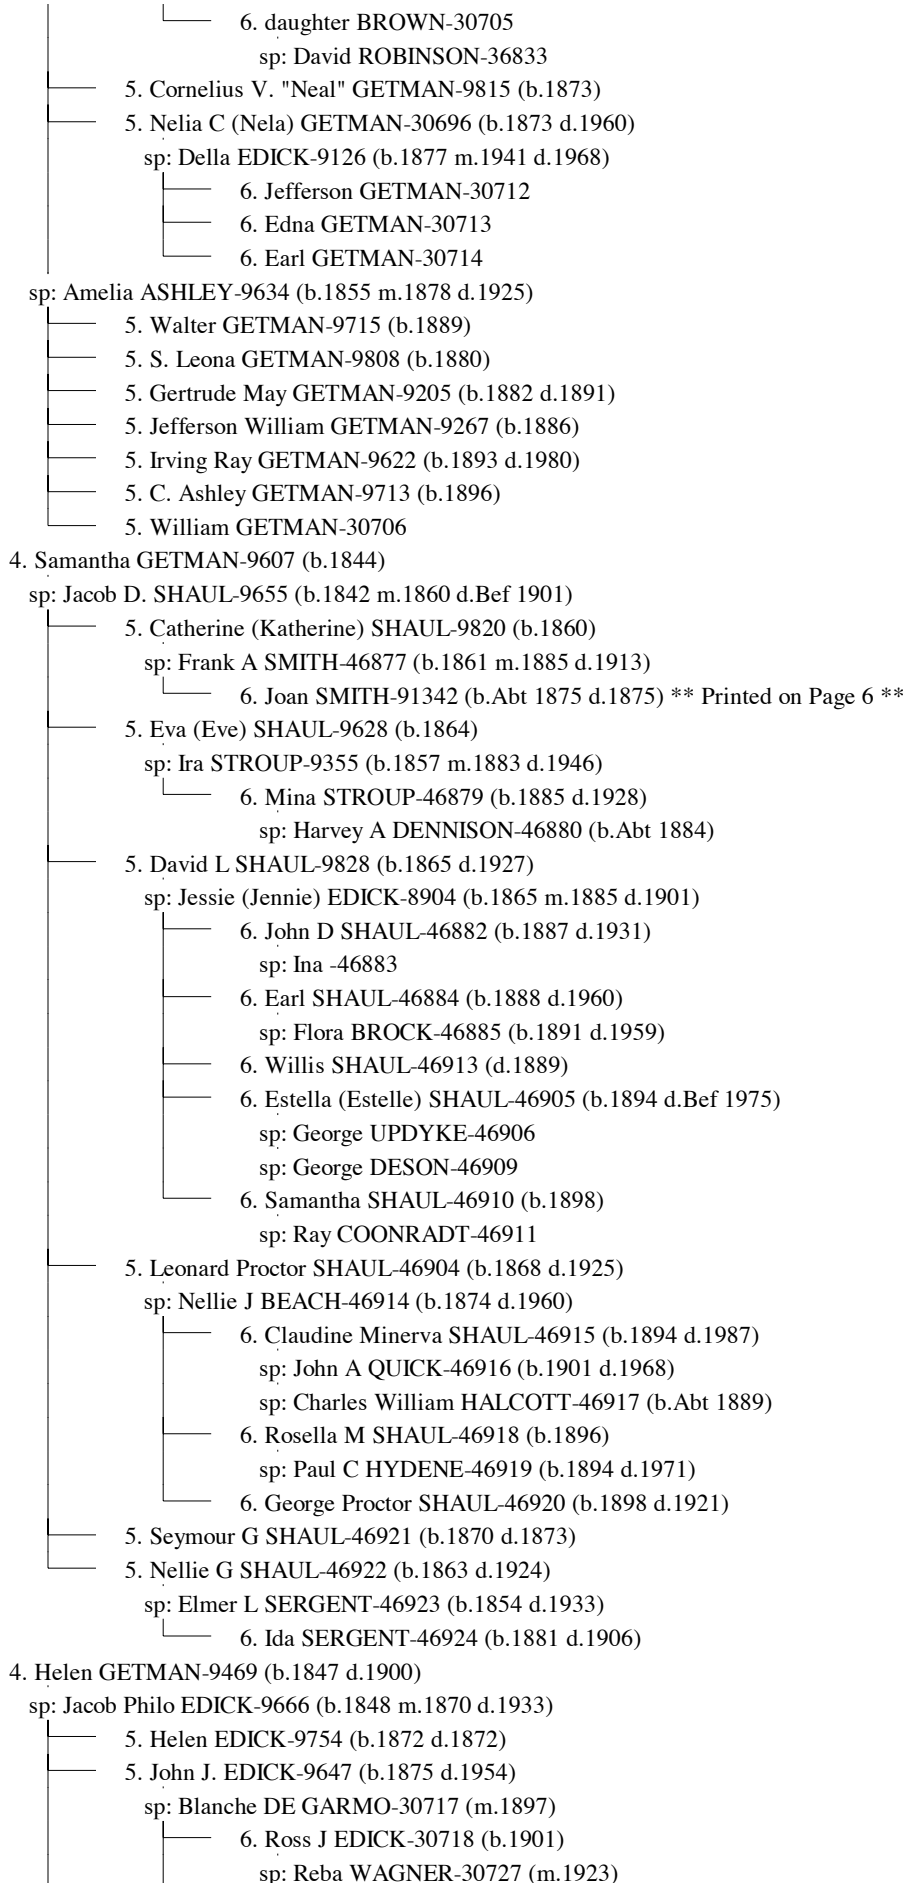 6. daughter BROWN-30705
sp: David ROBINSON-36833
5. Cornelius V. "Neal" GETMAN-9815 (b.1873)
5. Nelia C (Nela) GETMAN-30696 (b.1873 d.1960)
sp: Della EDICK-9126 (b.1877 m.1941 d.1968)
6. Jefferson GETMAN-30712
6. Edna GETMAN-30713
6. Earl GETMAN-30714
sp: Amelia ASHLEY-9634 (b.1855 m.1878 d.1925)
5. Walter GETMAN-9715 (b.1889)
5. S. Leona GETMAN-9808 (b.1880)
5. Gertrude May GETMAN-9205 (b.1882 d.1891)
5. Jefferson William GETMAN-9267 (b.1886)
5. Irving Ray GETMAN-9622 (b.1893 d.1980)
5. C. Ashley GETMAN-9713 (b.1896)
5. William GETMAN-30706
4. Samantha GETMAN-9607 (b.1844)
sp: Jacob D. SHAUL-9655 (b.1842 m.1860 d.Bef 1901)
5. Catherine (Katherine) SHAUL-9820 (b.1860)
sp: Frank A SMITH-46877 (b.1861 m.1885 d.1913)
6. Joan SMITH-91342 (b.Abt 1875 d.1875) ** Printed on Page 6 **
5. Eva (Eve) SHAUL-9628 (b.1864)
sp: Ira STROUP-9355 (b.1857 m.1883 d.1946)
6. Mina STROUP-46879 (b.1885 d.1928)
sp: Harvey A DENNISON-46880 (b.Abt 1884)
5. David L SHAUL-9828 (b.1865 d.1927)
sp: Jessie (Jennie) EDICK-8904 (b.1865 m.1885 d.1901)
6. John D SHAUL-46882 (b.1887 d.1931)
sp: Ina -46883
6. Earl SHAUL-46884 (b.1888 d.1960)
sp: Flora BROCK-46885 (b.1891 d.1959)
6. Willis SHAUL-46913 (d.1889)
6. Estella (Estelle) SHAUL-46905 (b.1894 d.Bef 1975)
sp: George UPDYKE-46906
sp: George DESON-46909
6. Samantha SHAUL-46910 (b.1898)
sp: Ray COONRADT-46911
5. Leonard Proctor SHAUL-46904 (b.1868 d.1925)
sp: Nellie J BEACH-46914 (b.1874 d.1960)
6. Claudine Minerva SHAUL-46915 (b.1894 d.1987)
sp: John A QUICK-46916 (b.1901 d.1968)
sp: Charles William HALCOTT-46917 (b.Abt 1889)
6. Rosella M SHAUL-46918 (b.1896)
sp: Paul C HYDENE-46919 (b.1894 d.1971)
6. George Proctor SHAUL-46920 (b.1898 d.1921)
5. Seymour G SHAUL-46921 (b.1870 d.1873)
5. Nellie G SHAUL-46922 (b.1863 d.1924)
sp: Elmer L SERGENT-46923 (b.1854 d.1933)
6. Ida SERGENT-46924 (b.1881 d.1906)
4. Helen GETMAN-9469 (b.1847 d.1900)
sp: Jacob Philo EDICK-9666 (b.1848 m.1870 d.1933)
5. Helen EDICK-9754 (b.1872 d.1872)
5. John J. EDICK-9647 (b.1875 d.1954)
sp: Blanche DE GARMO-30717 (m.1897)
6. Ross J EDICK-30718 (b.1901)
sp: Reba WAGNER-30727 (m.1923)